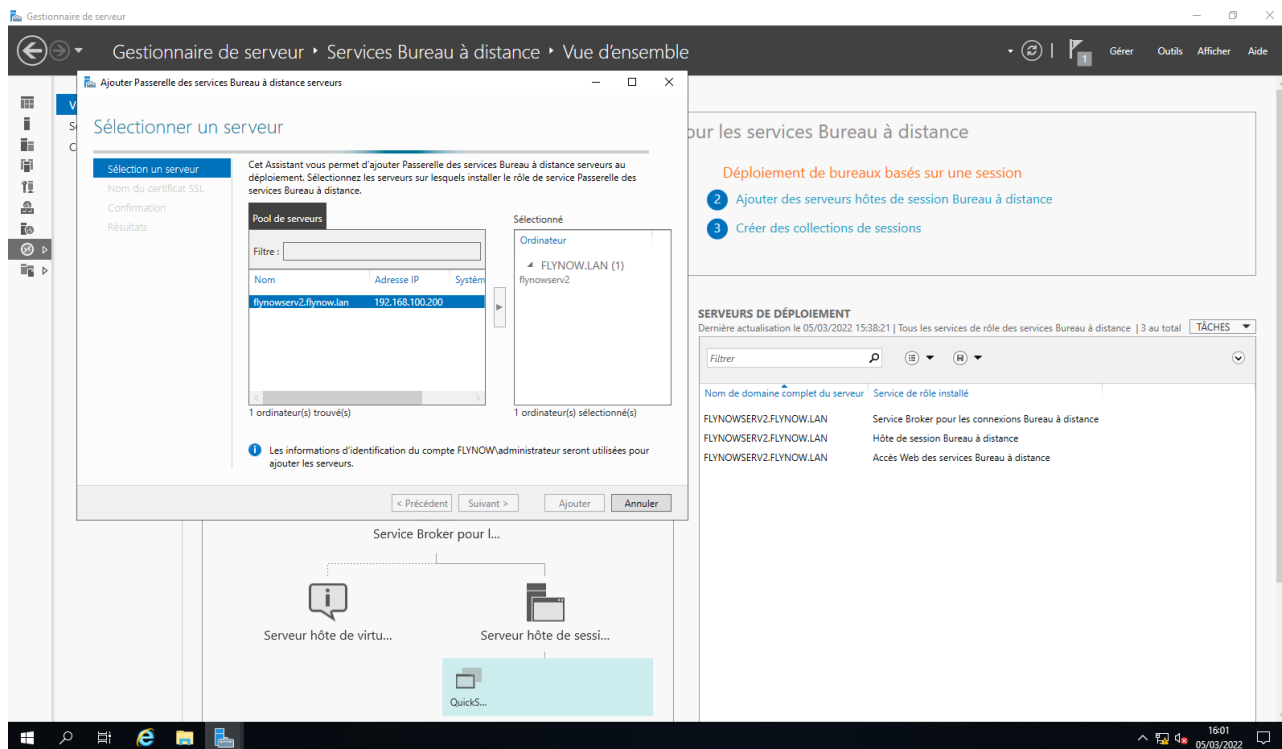 Gestionnaire de serveur
Gestionnaire de serveur ‣ Services Bureau à distance ‣ Vue d'ensemble
1
Gérer Outils Afficher Aide
Ajouter Passerelle des services Bureau à distance serveurs
Sélectionner un serveur
Sélection un serveur
Nom du certificat SSL
Confirmation
Résultats
Cet Assistant vous permet d'ajouter Passerelle des services Bureau à distance serveurs au
déploiement. Sélectionnez les serveurs sur lesquels installer le rôle de service Passerelle des
services Bureau à distance.
Pool de serveurs
Filtre :
Nom Adresse IP Systèm
flynowserv2.flynow.lan 192.168.100.200
1 ordinateur(s) trouvé(s)
Sélectionné
Ordinateur
FLYNOW.LAN (1)
flynowserv2
1 ordinateur(s) sélectionné(s)
Les informations d'identification du compte FLYNOW\administrateur seront utilisées pour
ajouter les serveurs.
< Précédent Suivant > Ajouter Annuler
our les services Bureau à distance
Déploiement de bureaux basés sur une session
2 Ajouter des serveurs hôtes de session Bureau à distance
3 Créer des collections de sessions
SERVEURS DE DÉPLOIEMENT
Dernière actualisation le 05/03/2022 15:38:21 | Tous les services de rôle des services Bureau à distance | 3 au total TÂCHES
Filtrer
Nom de domaine complet du serveur Service de rôle installé
FLYNOWSERV2.FLYNOW.LAN Service Broker pour les connexions Bureau à distance
FLYNOWSERV2.FLYNOW.LAN Hôte de session Bureau à distance
FLYNOWSERV2.FLYNOW.LAN Accès Web des services Bureau à distance
Service Broker pour l...
Serveur hôte de virtu... Serveur hôte de sessi...
QuickS...
16:01
05/03/2022